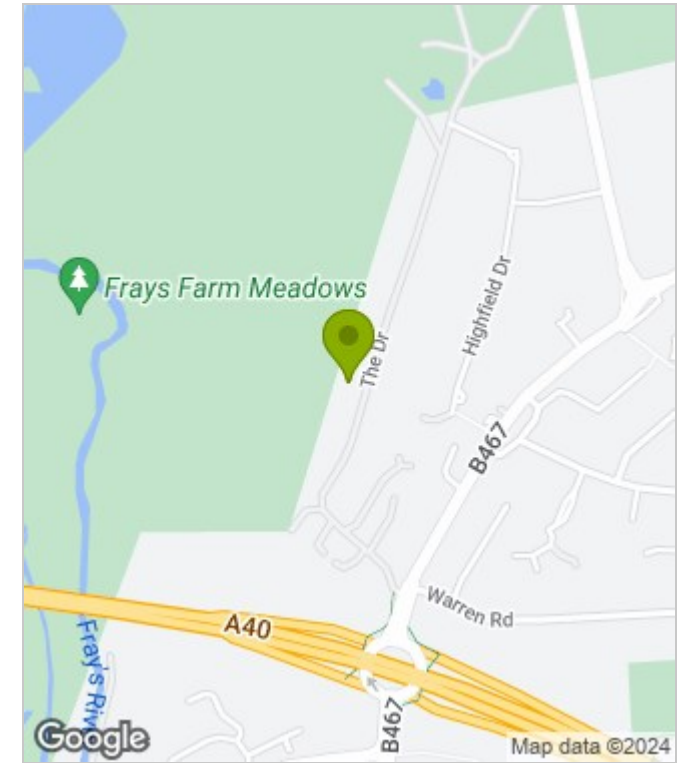 Frays Farm Meadows
Highfield Dr
The Dr
B467
Warren Rd
A40
Fray's Riv
B467
Google
Map data ©2024